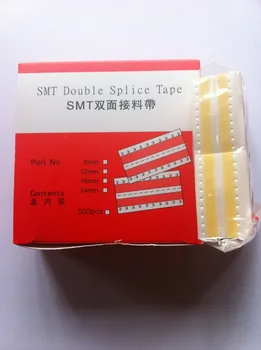 SMT Double Splice Tape
SMT双面接料帶
Part No 8mm
12mm
16mm
24mm
Contents
盒内装
500pcs